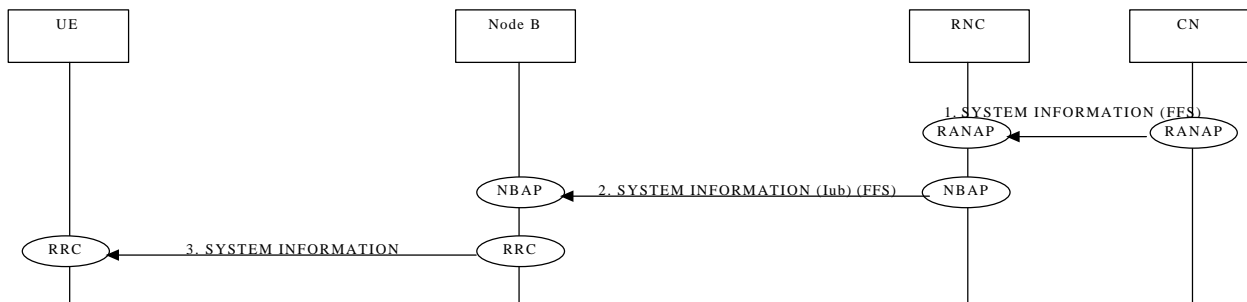 UE
Node B
RNC
CN
1. SYSTEM INFORMATION (FFS)
RANAP
RANAP
NBAP
2. SYSTEM INFORMATION (Iub) (FFS)
NBAP
RRC
3. SYSTEM INFORMATION
RRC